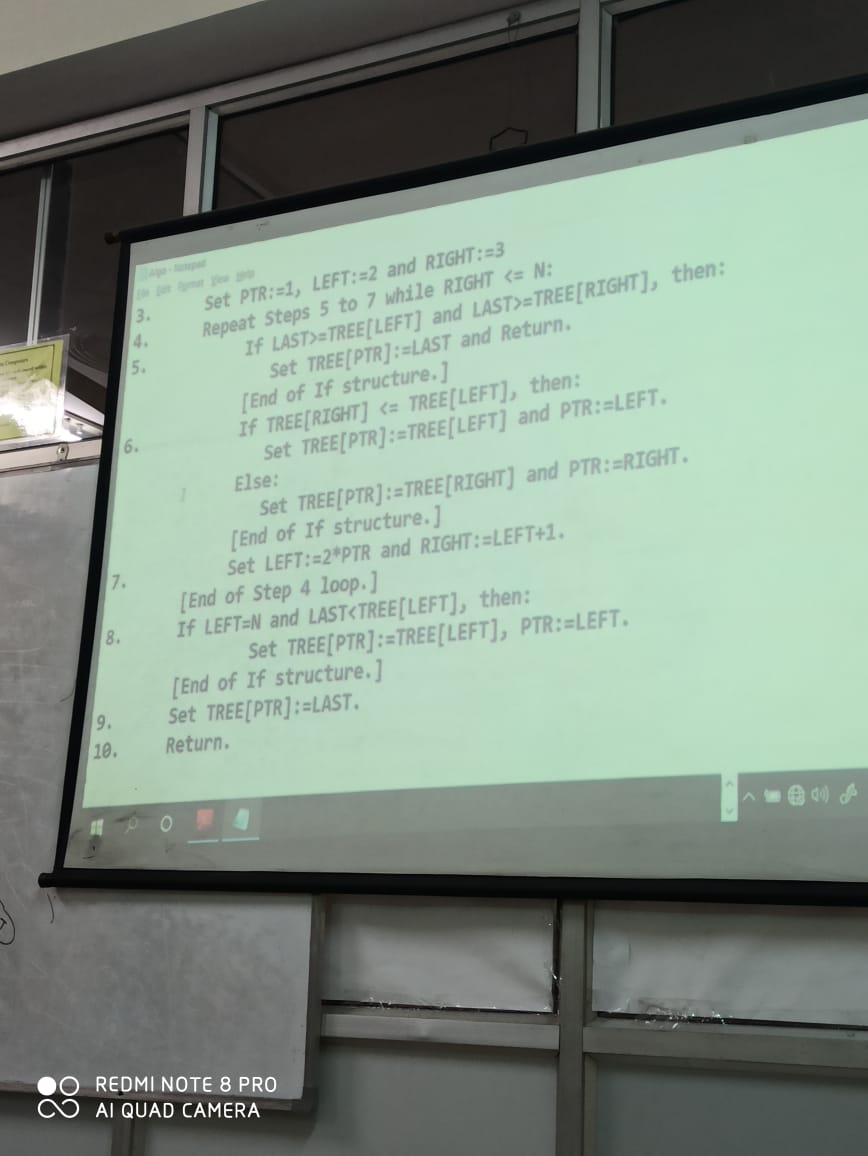 Algo - Notepad
File Edit Format View Help
3. Set PTR:=1, LEFT:=2 and RIGHT:=3
4. Repeat Steps 5 to 7 while RIGHT <= N:
5. If LAST>=TREE[LEFT] and LAST>=TREE[RIGHT], then:
Set TREE[PTR]:=LAST and Return.
[End of If structure.]
6. If TREE[RIGHT] <= TREE[LEFT], then:
Set TREE[PTR]:=TREE[LEFT] and PTR:=LEFT.
Else:
Set TREE[PTR]:=TREE[RIGHT] and PTR:=RIGHT.
[End of If structure.]
7. Set LEFT:=2*PTR and RIGHT:=LEFT+1.
[End of Step 4 loop.]
8. If LEFT=N and LAST<TREE[LEFT], then:
Set TREE[PTR]:=TREE[LEFT], PTR:=LEFT.
[End of If structure.]
9. Set TREE[PTR]:=LAST.
10. Return.
REDMI NOTE 8 PRO
AI QUAD CAMERA